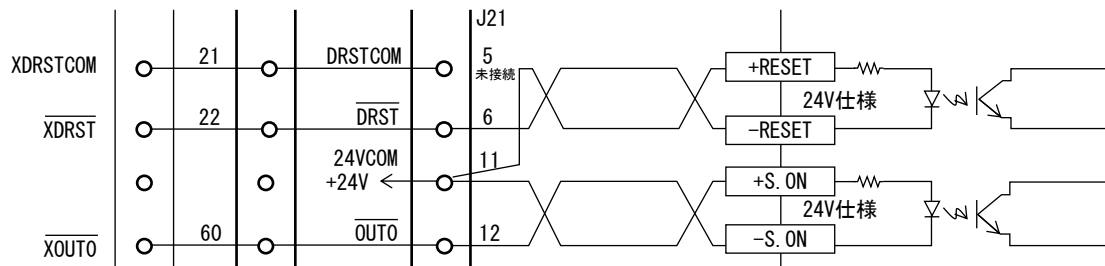 J21
XDRSTCOM 21 DRSTCOM 5 +RESET
未接続
24V仕様
XDRST 22 DRST 6 -RESET
24VCOM 11
+24V +S.ON
24V仕様
XOUT0 60 OUT0 12 -S.ON